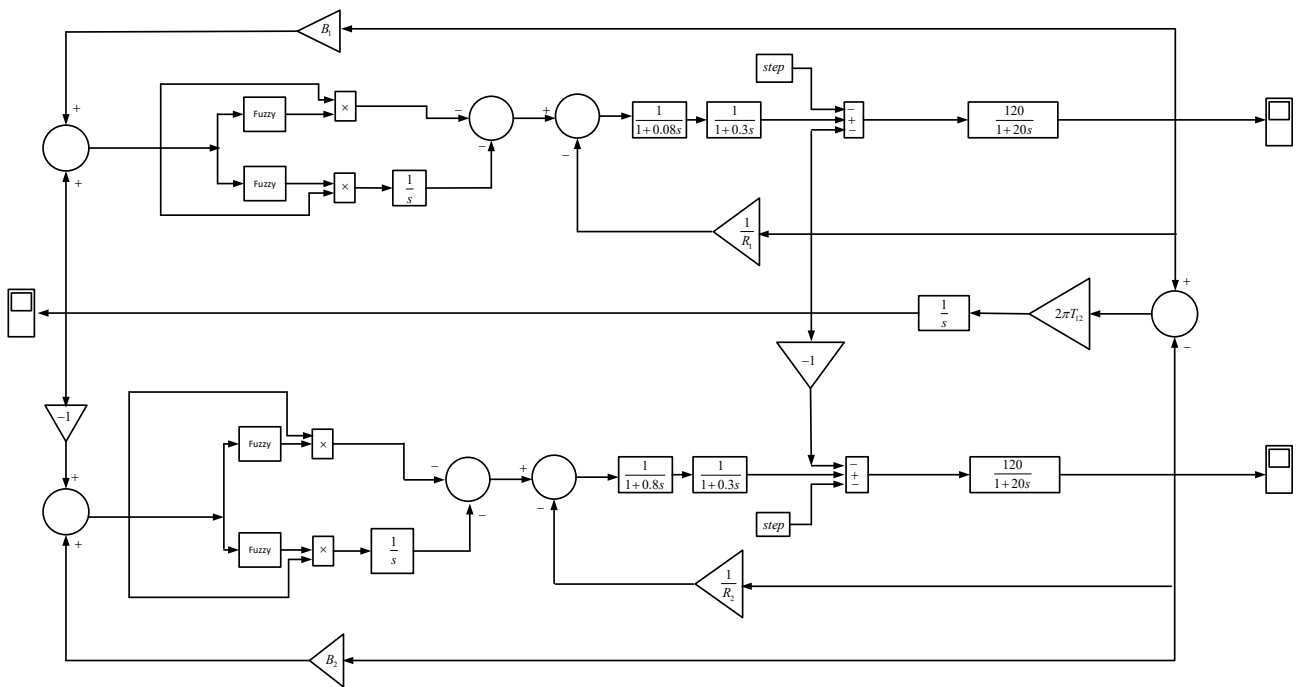 B₁
+
step
Fuzzy
×
−
+
1
1+0.08s
1
1+0.3s
−
+
−
120
1+20s
+
Fuzzy
×
1
s
−
−
1
R₁
+
1
s
2πT₁₂
−
−1
−1
Fuzzy
×
−
+
1
1+0.8s
1
1+0.3s
−
+
−
120
1+20s
+
−
−
step
+
Fuzzy
×
1
s
1
R₂
B₂